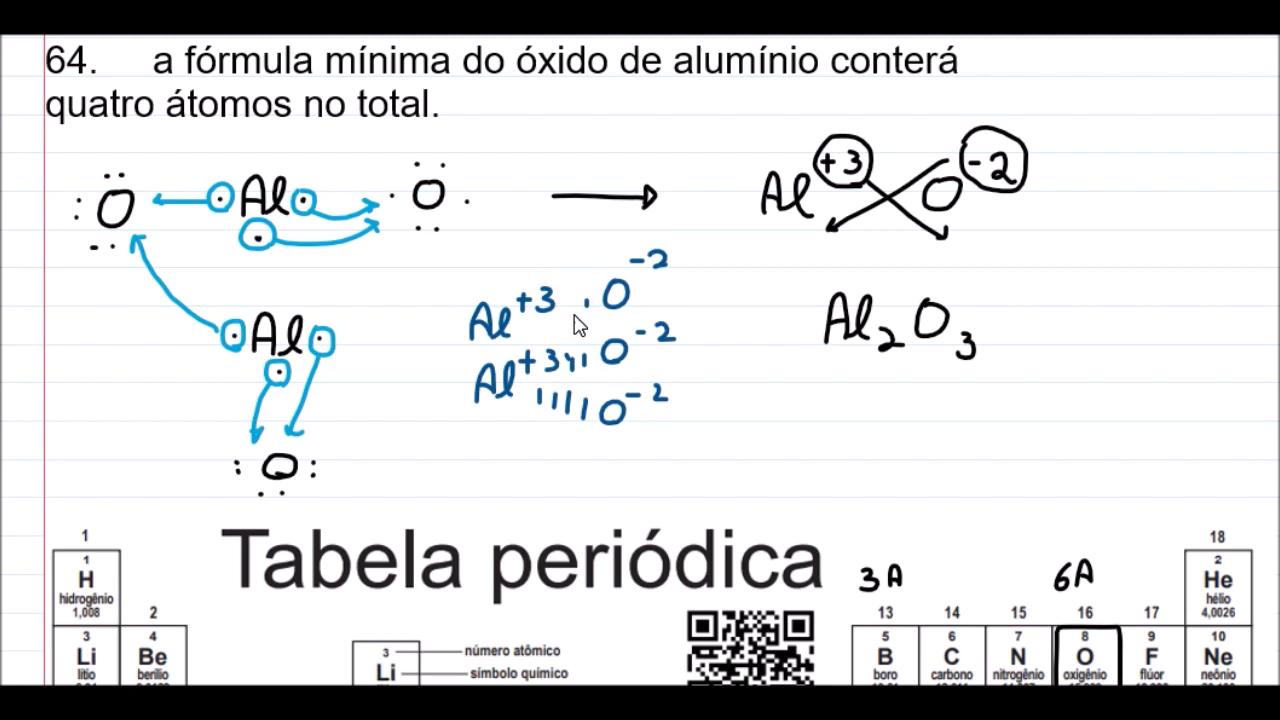 64. a fórmula mínima do óxido de alumínio conterá
quatro átomos no total.
O Al O
Al +3 O -2
Al +3 O -2
Al +3 O -2
O -2
Al
O
Al2O3
Tabela periódica
3A
6A
1
1
H
hidrogênio
1,008
2
3
Li
lítio
4
Be
berílio
3
Li
número atômico
símbolo químico
13
14
15
16
17
18
5
B
boro
6
C
carbono
7
N
nitrogênio
8
O
oxigênio
9
F
flúor
2
He
hélio
4,0026
10
Ne
neônio